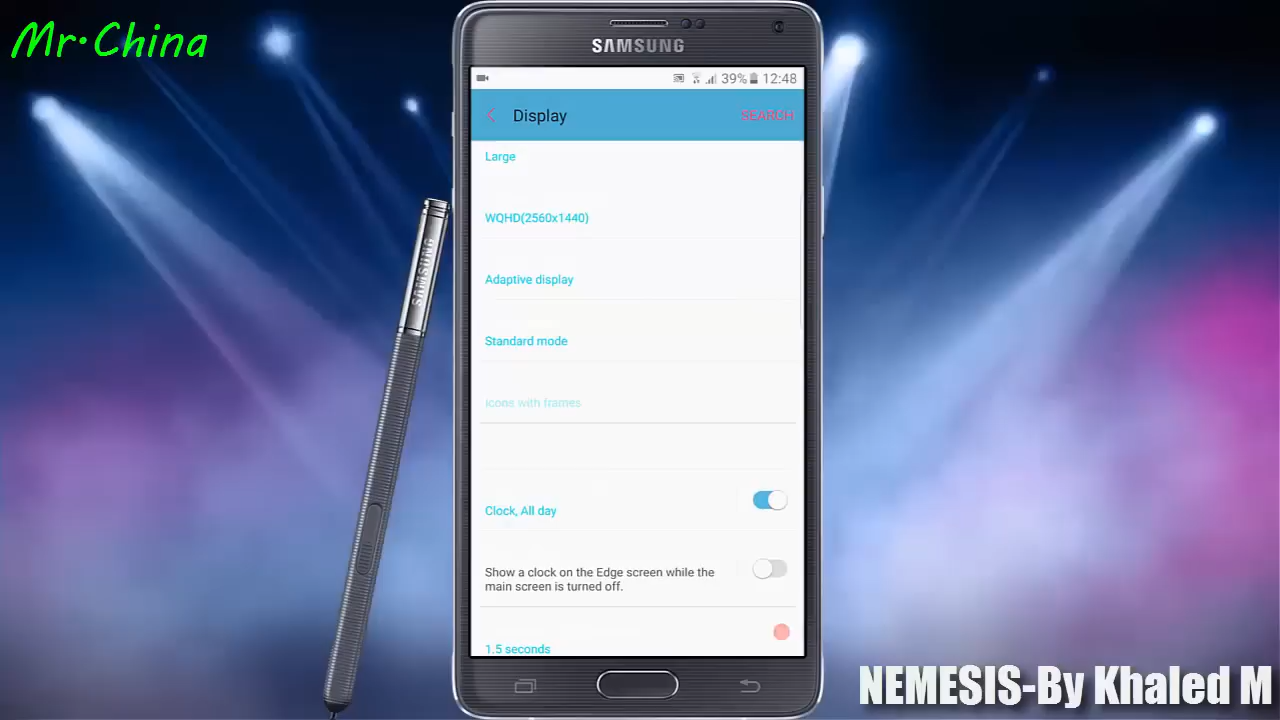 Mr.China
SAMSUNG
39% 12:48
Display
SEARCH
Large
WQHD(2560x1440)
Adaptive display
Standard mode
Icons with frames
Clock, All day
Show a clock on the Edge screen while the
main screen is turned off.
1.5 seconds
SAMSUNG
NEMESIS-By Khaled M